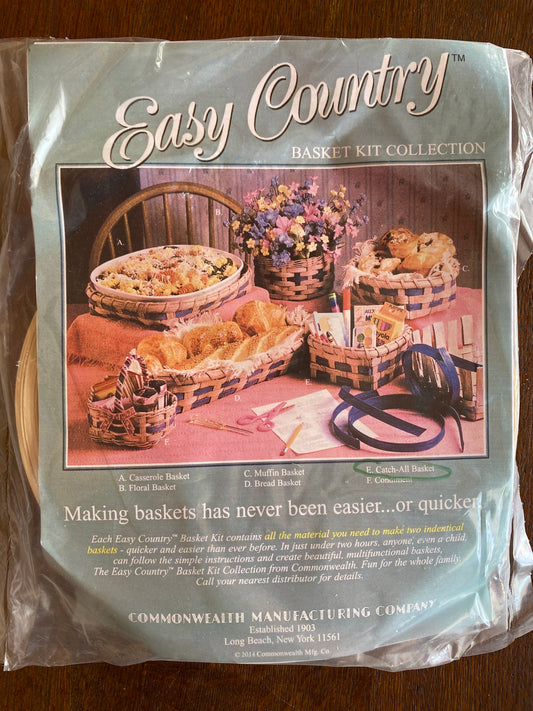 Easy Country™
BASKET KIT COLLECTION
A.
B.
C.
D.
E.
F.
A. Casserole Basket
B. Floral Basket
C. Muffin Basket
D. Bread Basket
E. Catch-All Basket
F. Condiment
Making baskets has never been easier...or quicker.
Each Easy Country™ Basket Kit contains all the material you need to make two indentical
baskets - quicker and easier than ever before. In just under two hours, anyone, even a child,
can follow the simple instructions and create beautiful, multifunctional baskets,
The Easy Country™ Basket Kit Collection from Commonwealth. Fun for the whole family.
Call your nearest distributor for details.
COMMONWEALTH MANUFACTURING COMPANY
Established 1903
Long Beach, New York 11561
© 2014 Commonwealth Mfg. Co.